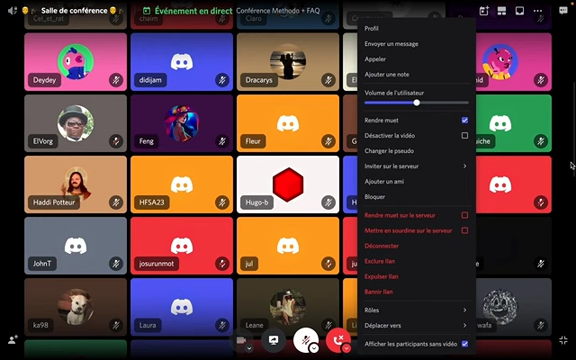 Salle de conférence
Événement en direct
Conférence Methodo + FAQ
Cel_et_rat
chaim
Claro
Deydey
didijam
Dracarys
ElVorg
Feng
Fleur
Haddi Potteur
HFSA23
Hugo-b
JohnT
josurunmot
jul
ka98
Laura
Leane
wafa
Profil
Envoyer un message
Appeler
Ajouter une note
Volume de l'utilisateur
Rendre muet
Désactiver la vidéo
Changer le pseudo
Inviter sur le serveur
Ajouter un ami
Bloquer
Rendre muet sur le serveur
Mettre en sourdine sur le serveur
Déconnecter
Exclure Ilan
Expulser Ilan
Bannir Ilan
Rôles
Déplacer vers
Afficher les participants sans vidéo